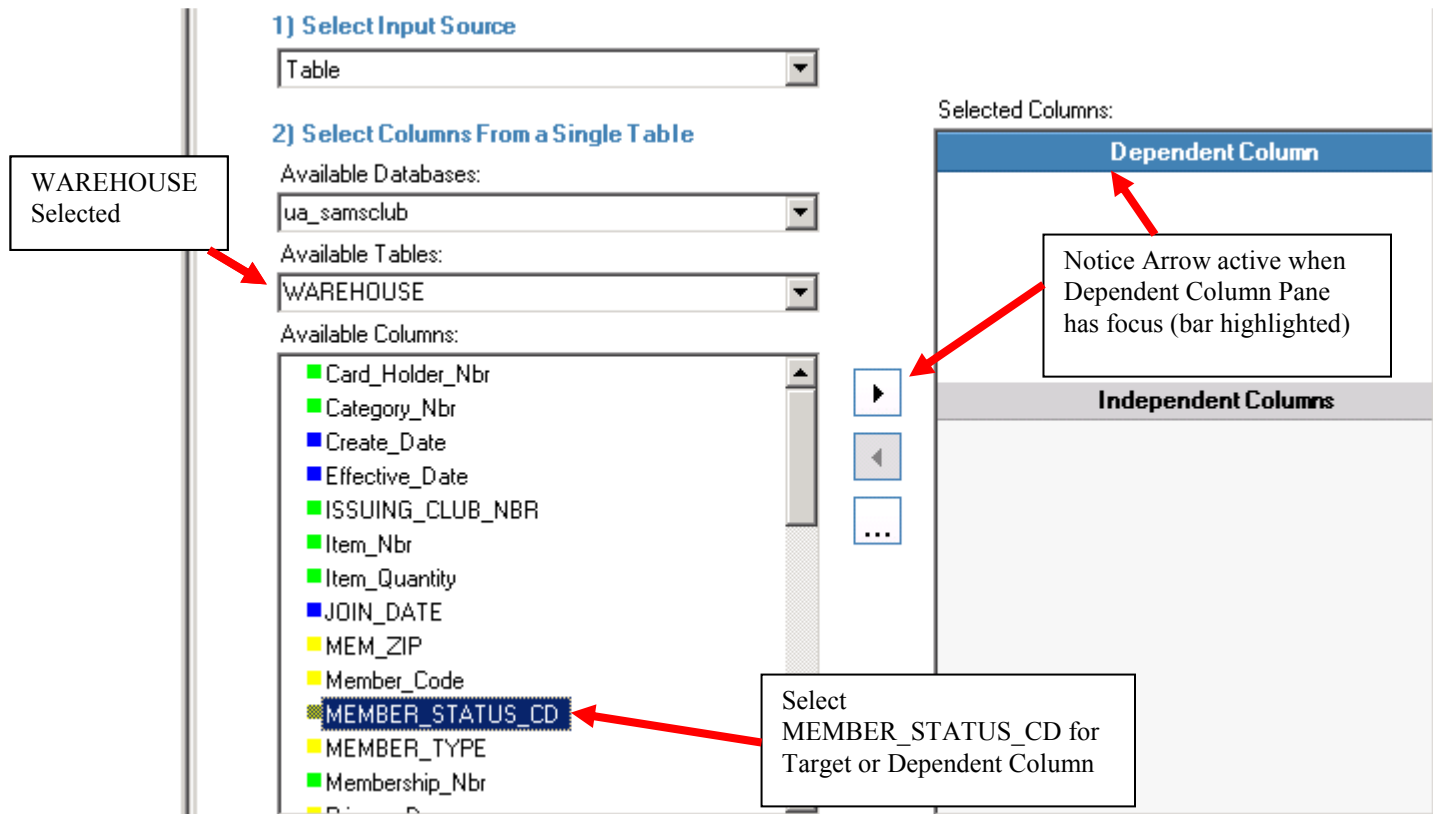 1) Select Input Source
Table
2) Select Columns From a Single Table
Available Databases:
ua_samsclub
Available Tables:
WAREHOUSE
Available Columns:
Card_Holder_Nbr
Category_Nbr
Create_Date
Effective_Date
ISSUING_CLUB_NBR
Item_Nbr
Item_Quantity
JOIN_DATE
MEM_ZIP
Member_Code
MEMBER_STATUS_CD
MEMBER_TYPE
Membership_Nbr
WAREHOUSE
Selected
...
Selected Columns:
Dependent Column
Notice Arrow active when
Dependent Column Pane
has focus (bar highlighted)
Independent Columns
Select
MEMBER_STATUS_CD for
Target or Dependent Column